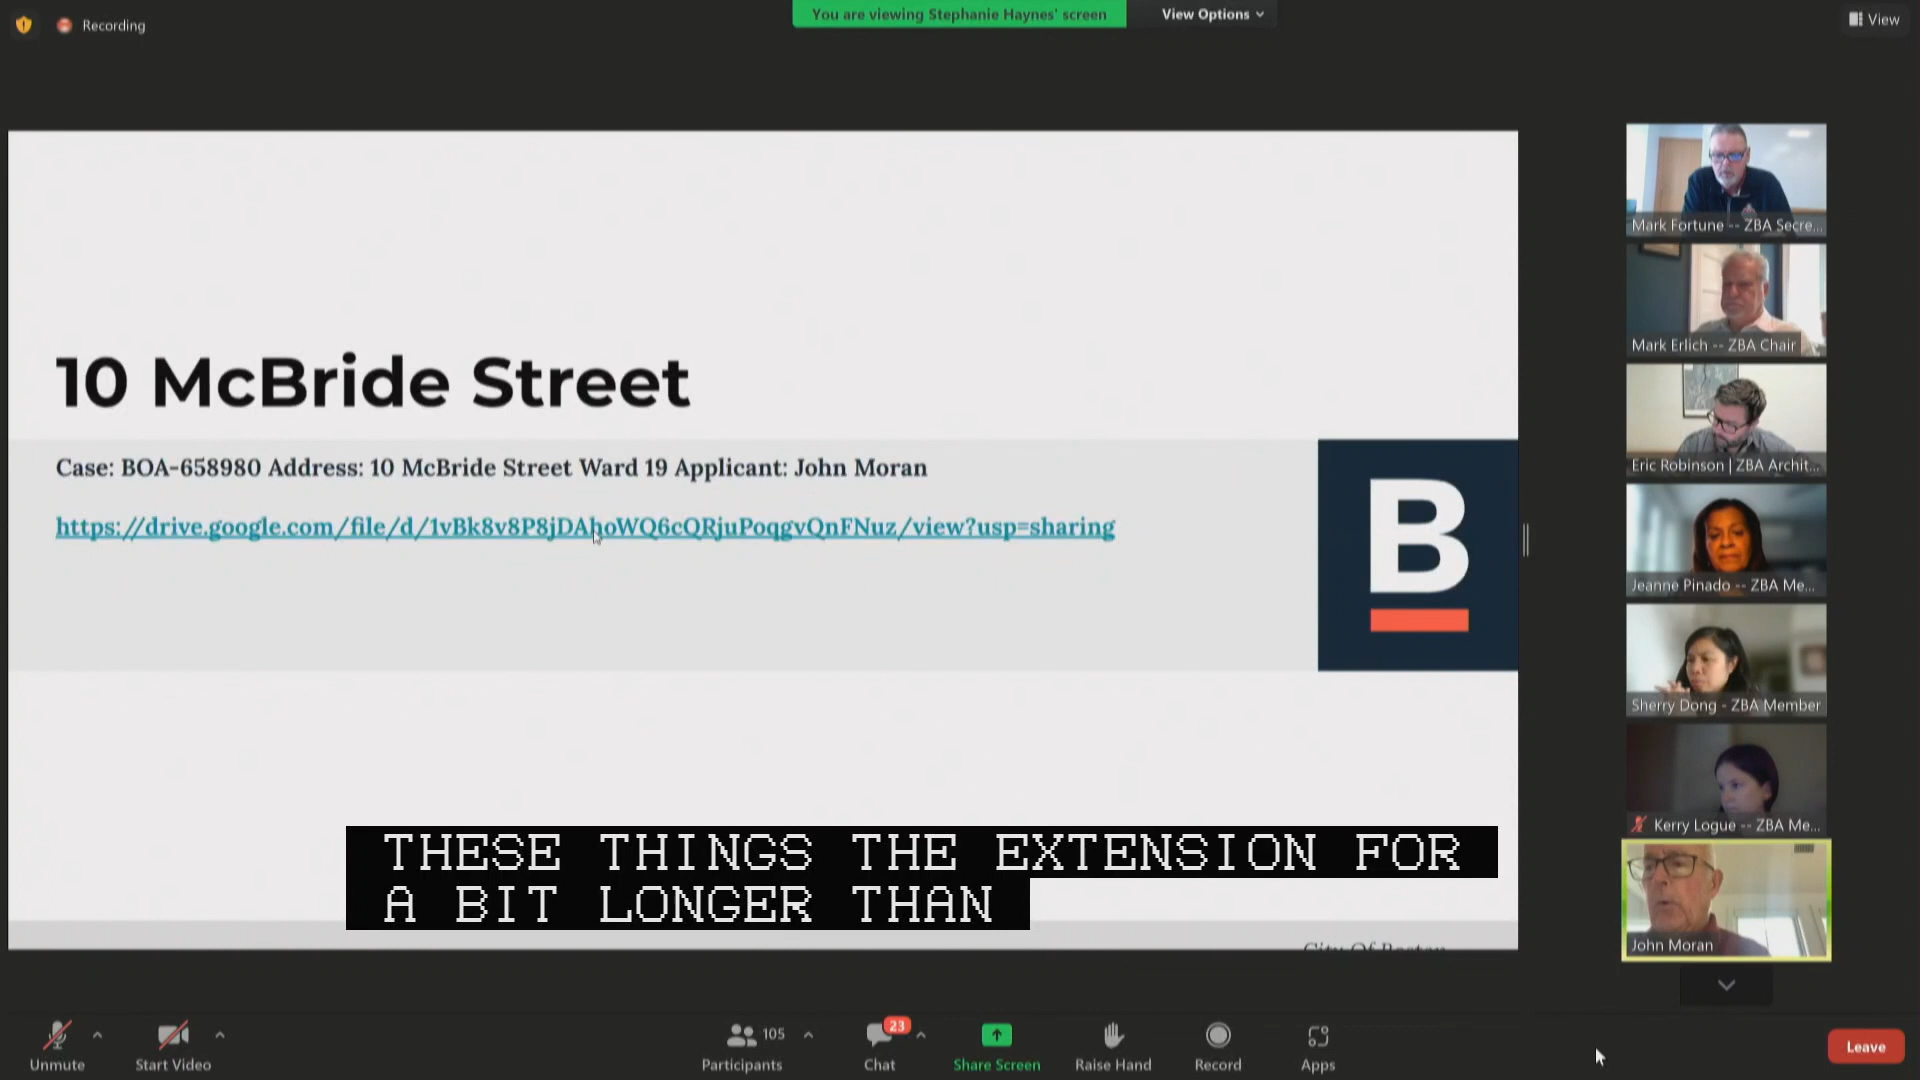 Recording
You are viewing Stephanie Haynes' screen
View Options
View
10 McBride Street
Case: BOA-658980 Address: 10 McBride Street Ward 19 Applicant: John Moran
https://drive.google.com/file/d/1vBk8v8P8jDAhoWQ6cQRjuPoqgvQnFNuz/view?usp=sharing
B
THESE THINGS THE EXTENSION FOR
A BIT LONGER THAN
City Of Boston
Mark Fortune -- ZBA Secre...
Mark Erlich -- ZBA Chair
Eric Robinson | ZBA Archit...
Jeanne Pinado -- ZBA Me...
Sherry Dong - ZBA Member
Kerry Logue -- ZBA Me...
John Moran
Unmute
Start Video
105
Participants
23
Chat
Share Screen
Raise Hand
Record
Apps
Leave